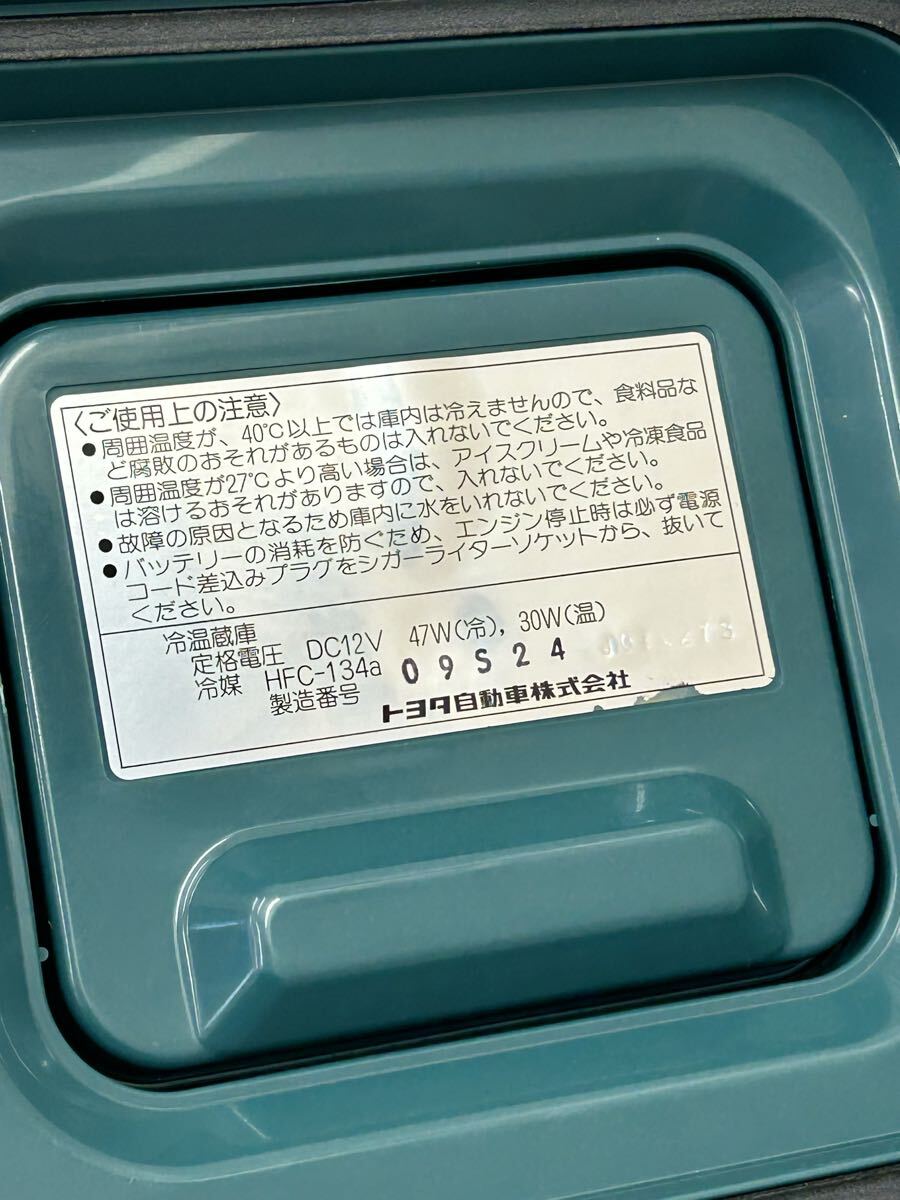 〈ご使用上の注意〉
●周囲温度が、40℃以上では庫内は冷えませんので、食料品な
ど腐敗のおそれがあるものは入れないでください。
●周囲温度が27℃より高い場合は、アイスクリームや冷凍食品
は溶けるおそれがありますので、入れないでください。
●故障の原因となるため庫内に水をいれないでください。
●バッテリーの消耗を防ぐため、エンジン停止時は必ず電源
コード差込みプラグをシガーライターソケットから、抜いて
ください。
冷温蔵庫
定格電圧 DC12V 47W(冷), 30W(温)
冷媒 HFC-134a
製造番号 09S24
トヨタ自動車株式会社